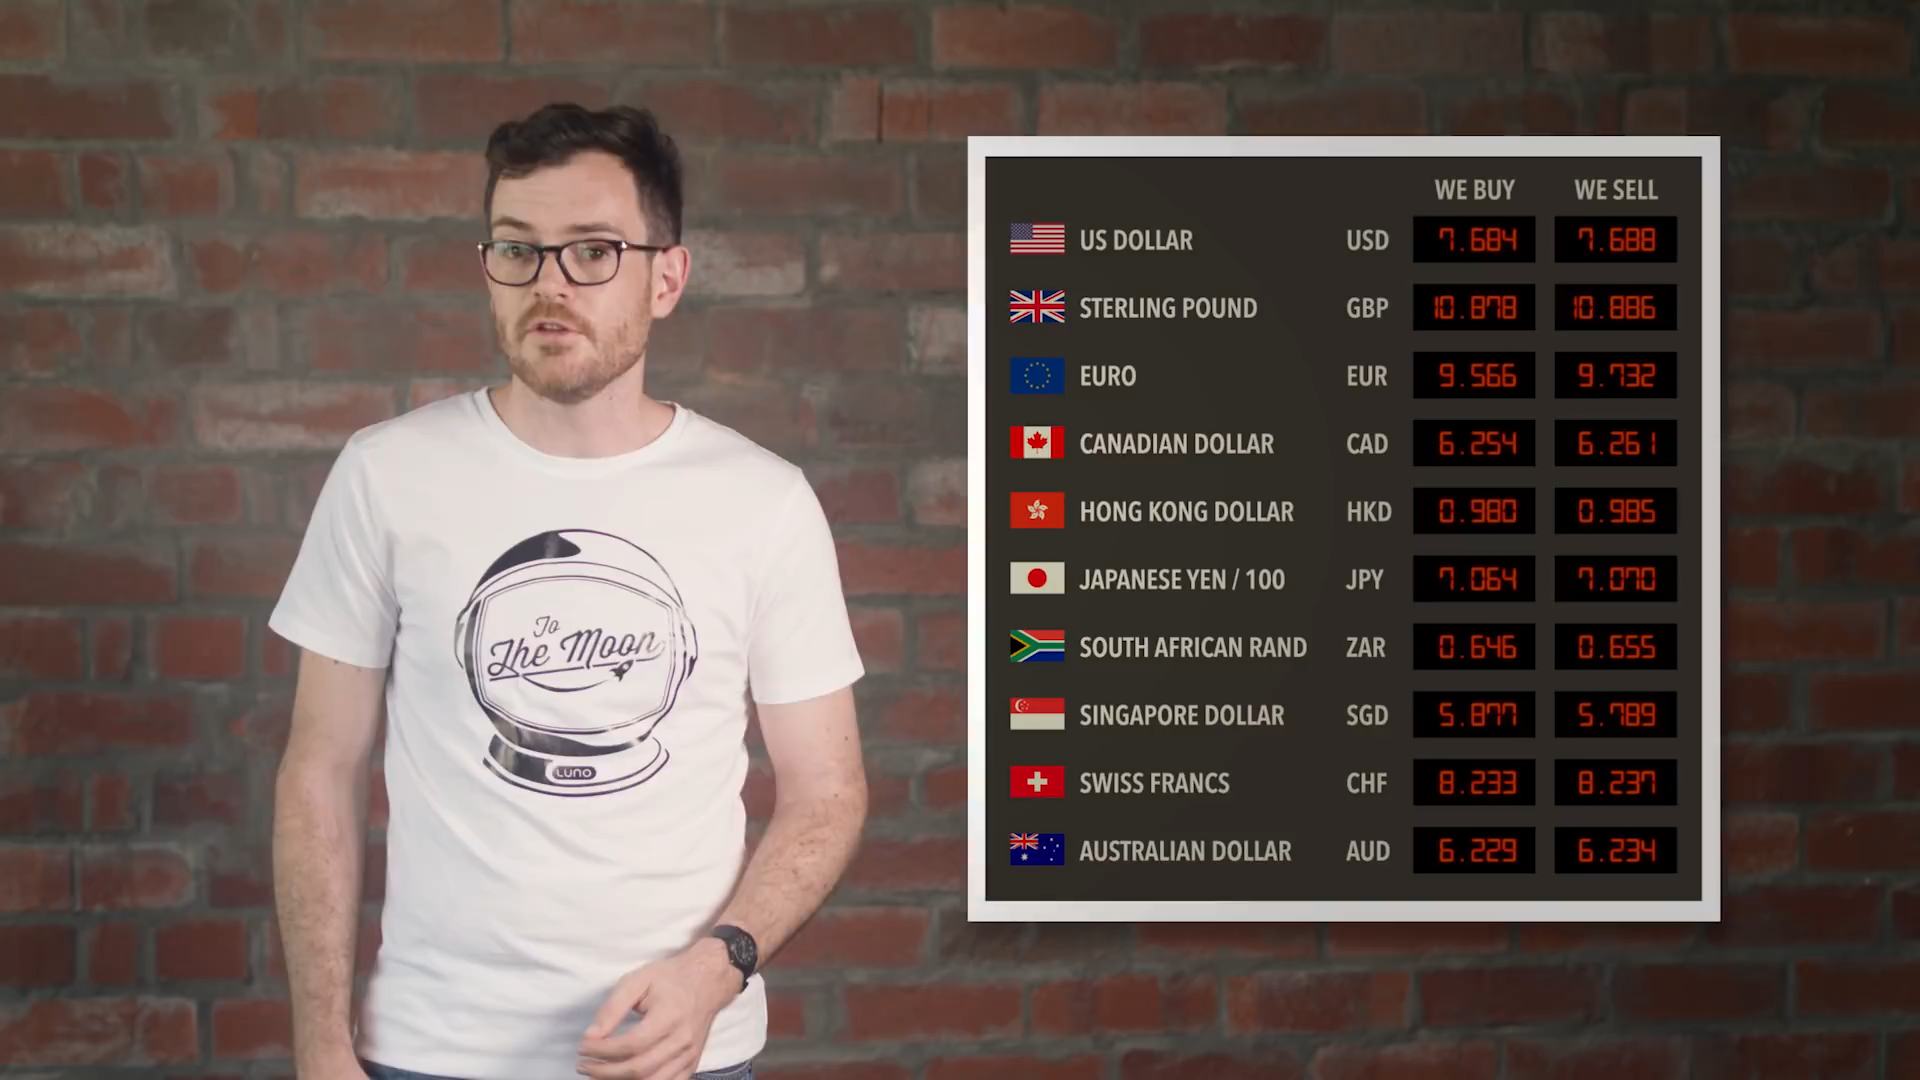 WE BUY WE SELL
US DOLLAR USD 7.684 7.688
STERLING POUND GBP 10.878 10.886
EURO EUR 9.566 9.732
CANADIAN DOLLAR CAD 6.254 6.261
HONG KONG DOLLAR HKD 0.980 0.985
JAPANESE YEN / 100 JPY 7.064 7.070
SOUTH AFRICAN RAND ZAR 0.646 0.655
SINGAPORE DOLLAR SGD 5.877 5.789
SWISS FRANCS CHF 8.233 8.237
AUSTRALIAN DOLLAR AUD 6.229 6.234
To
The Moon
LUNO